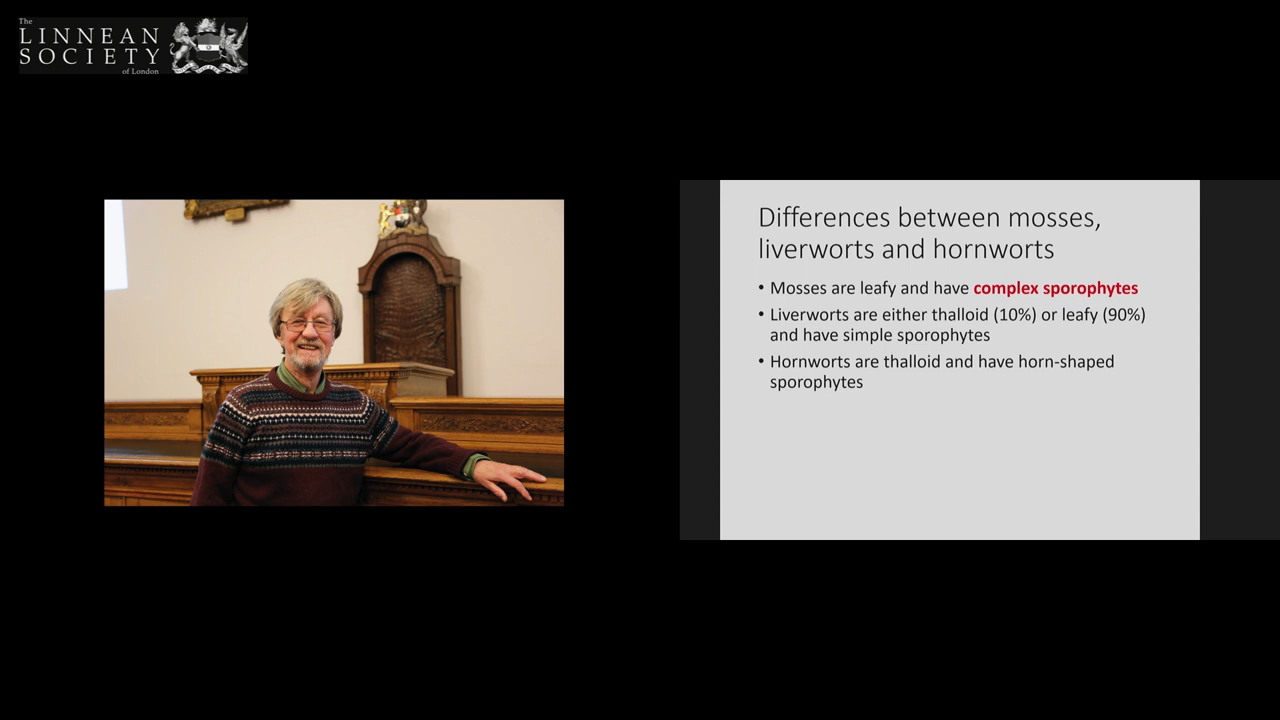 The
LINNEAN
SOCIETY
of London
Differences between mosses,
liverworts and hornworts
• Mosses are leafy and have complex sporophytes
• Liverworts are either thalloid (10%) or leafy (90%)
and have simple sporophytes
• Hornworts are thalloid and have horn-shaped
sporophytes